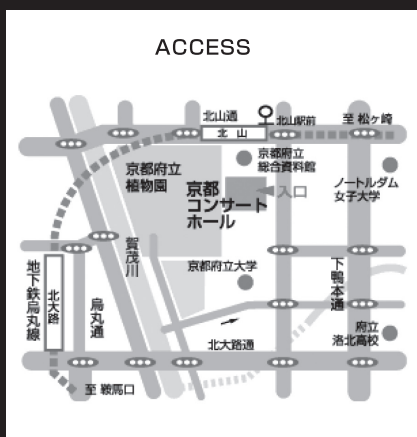 ACCESS
北山通
北山駅前
至 松ヶ崎
北 山
京都府立
植物園
京都府立
総合資料館
京都
コンサート
ホール
入口
ノートルダム
女子大学
賀茂川
地下鉄烏丸線
北大路
烏丸通
京都府立大学
下鴨本通
北大路通
府立
洛北高校
至 鞍馬口